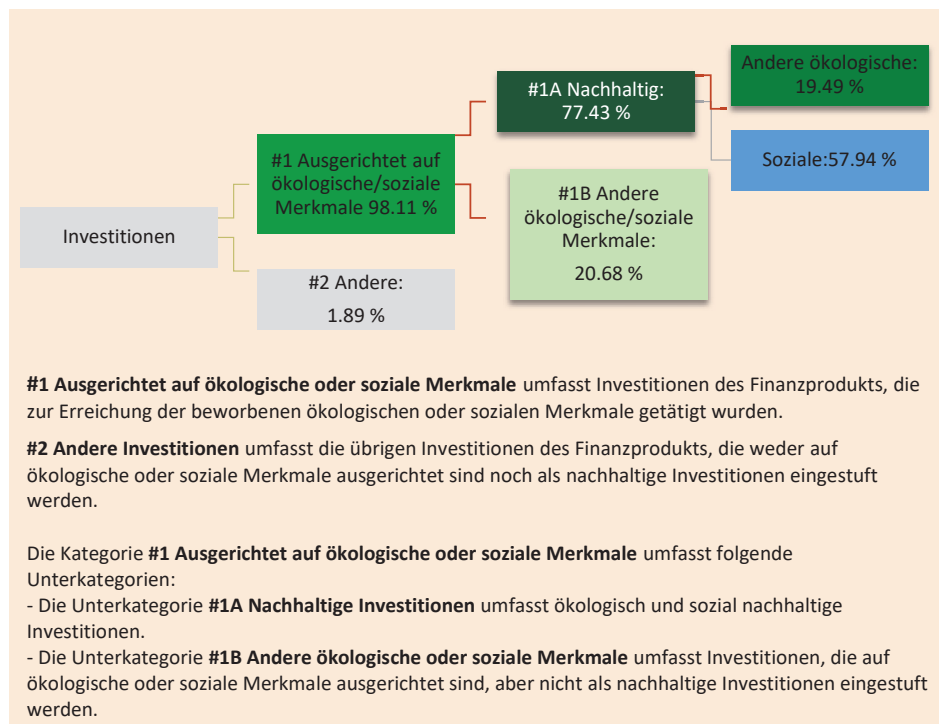 Investitionen
#1 Ausgerichtet auf
ökologische/soziale
Merkmale 98.11 %
#2 Andere:
1.89 %
#1A Nachhaltig:
77.43 %
#1B Andere
ökologische/soziale
Merkmale:
20.68 %
Andere ökologische:
19.49 %
Soziale:57.94 %
#1 Ausgerichtet auf ökologische oder soziale Merkmale umfasst Investitionen des Finanzprodukts, die
zur Erreichung der beworbenen ökologischen oder sozialen Merkmale getätigt wurden.
#2 Andere Investitionen umfasst die übrigen Investitionen des Finanzprodukts, die weder auf
ökologische oder soziale Merkmale ausgerichtet sind noch als nachhaltige Investitionen eingestuft
werden.
Die Kategorie #1 Ausgerichtet auf ökologische oder soziale Merkmale umfasst folgende
Unterkategorien:
- Die Unterkategorie #1A Nachhaltige Investitionen umfasst ökologisch und sozial nachhaltige
Investitionen.
- Die Unterkategorie #1B Andere ökologische oder soziale Merkmale umfasst Investitionen, die auf
ökologische oder soziale Merkmale ausgerichtet sind, aber nicht als nachhaltige Investitionen eingestuft
werden.